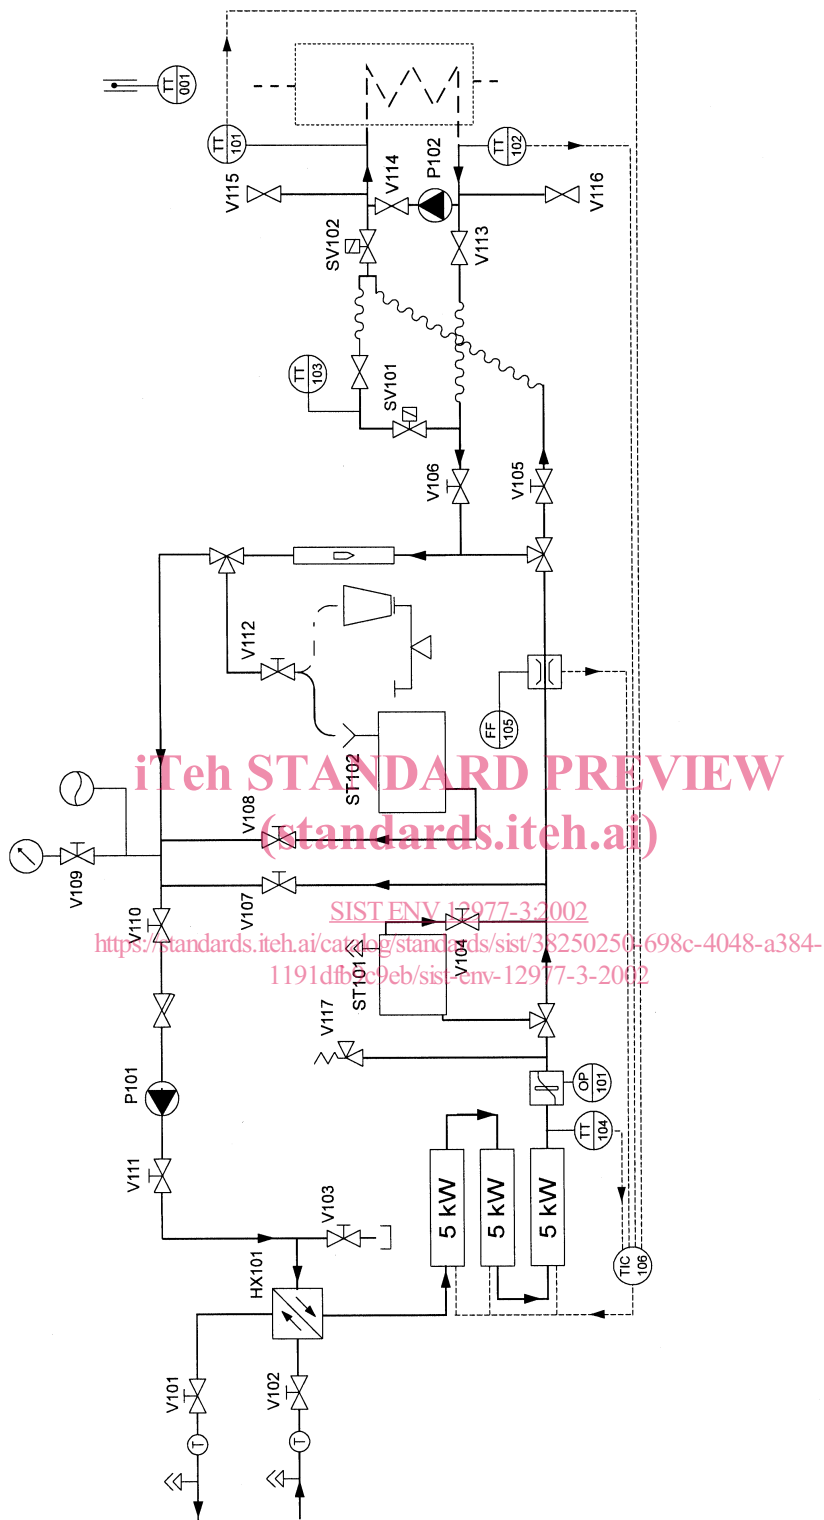 TT
001
TT
101
TT
102
V115
V114
P102
V116
SV102
V113
TT
103
SV101
V106
V105
V112
FF
105
iTeh STANDARD PREVIEW
ST102
V108
(standards.iteh.ai)
V109
V107
V110
SIST ENV 12977-3:2002
https://standards.iteh.ai/catalog/standards/sist/38250250-698c-4048-a384-
1191dfb2c9eb/sist-env-12977-3-2002
V104
ST101
V117
P101
OP
101
TT
104
V111
5 kW
5 kW
5 kW
V103
HX101
TIC
106
V101
V102
T
T